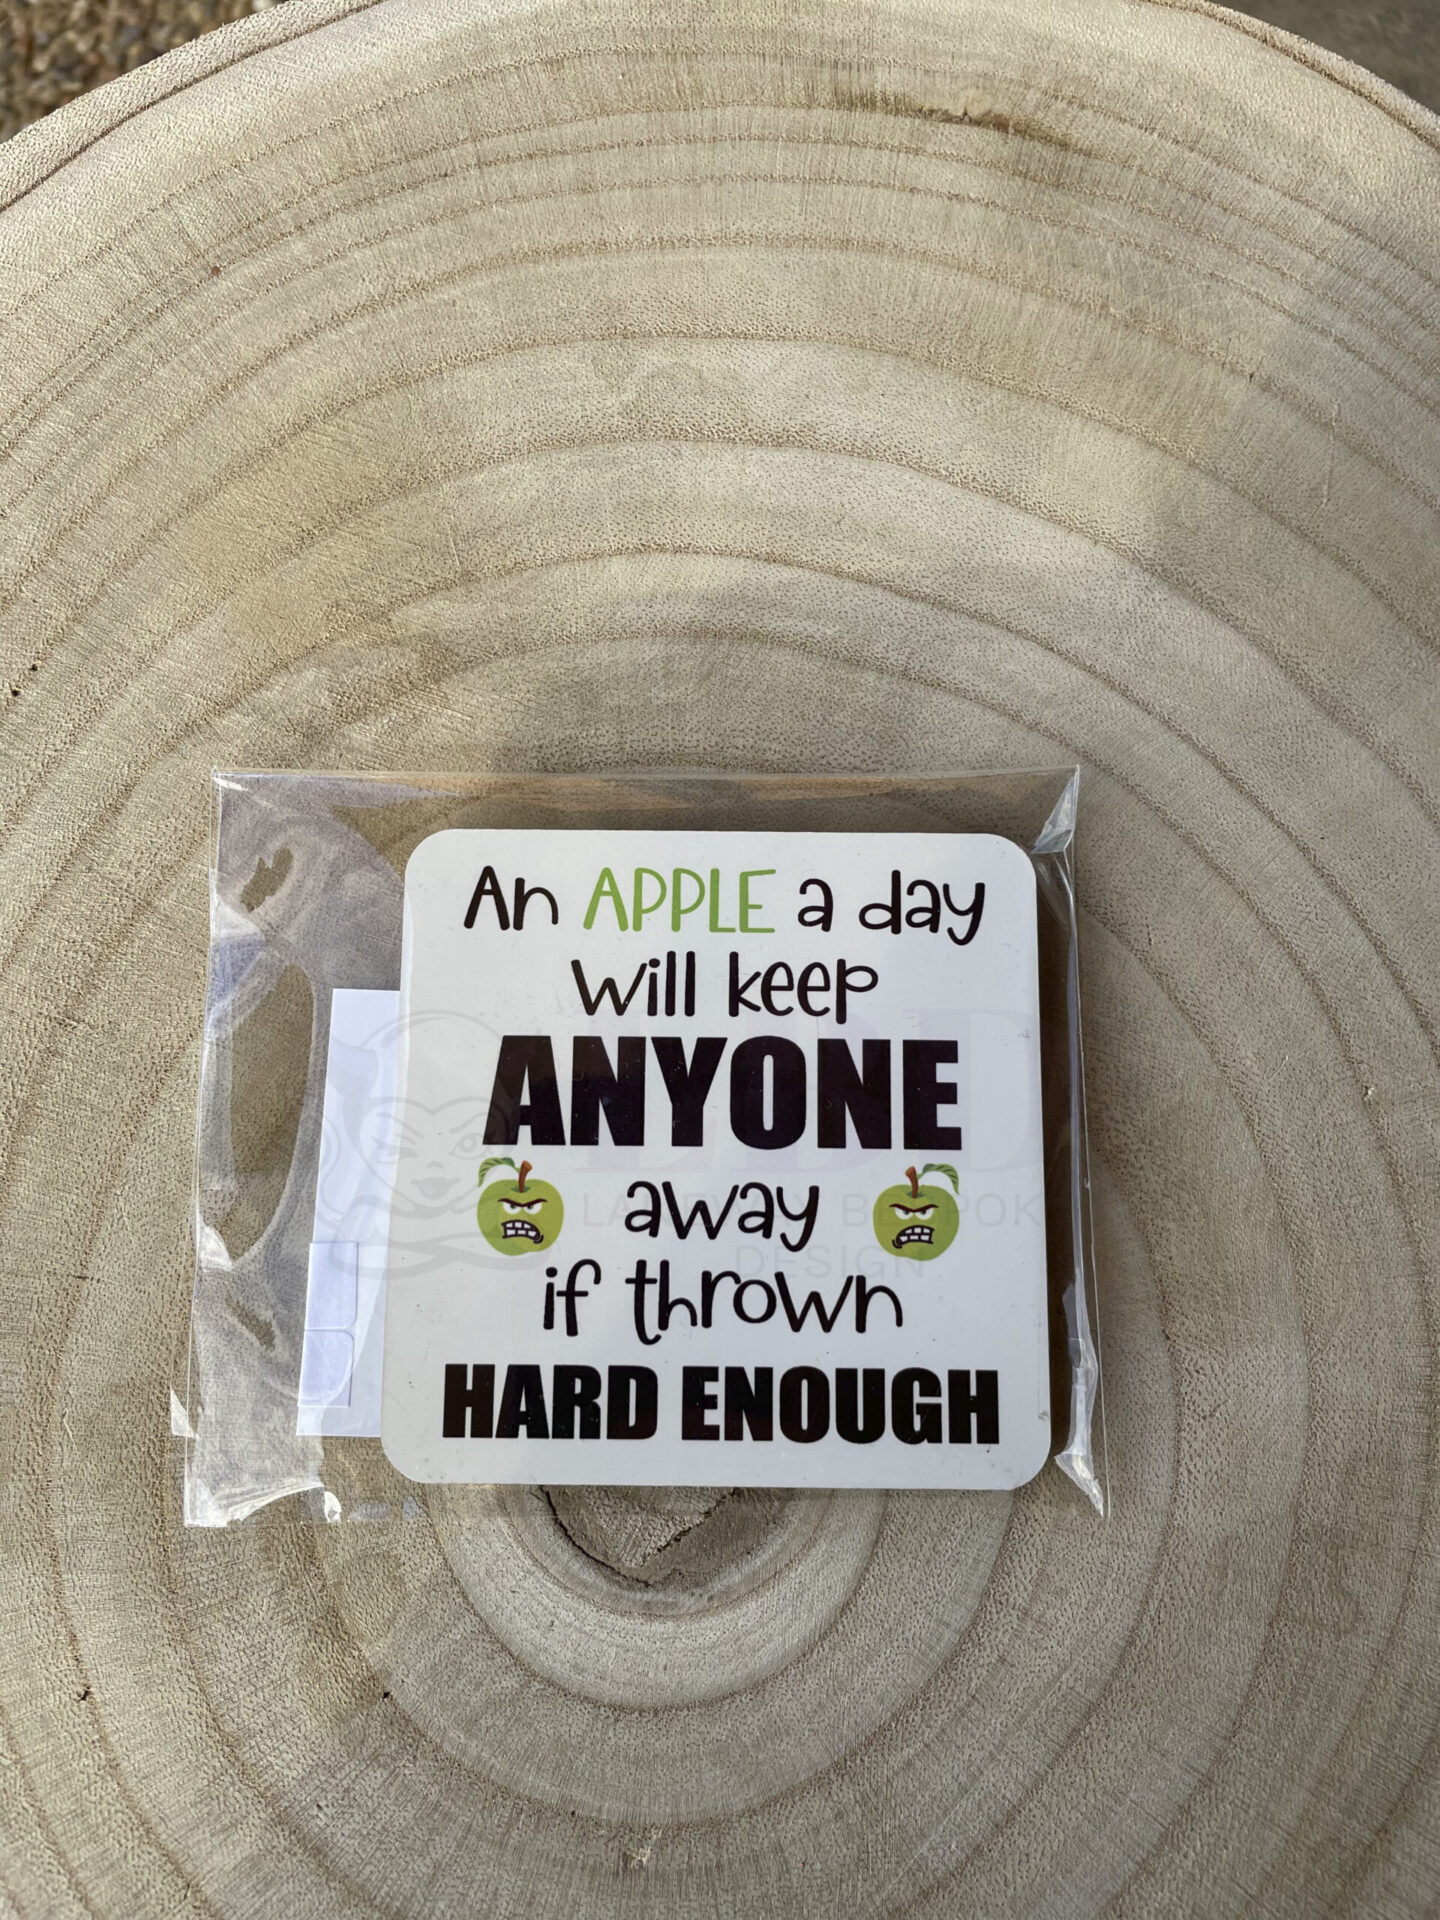 An APPLE a day
will keep
ANYONE
away
if thrown
HARD ENOUGH
DESIGN